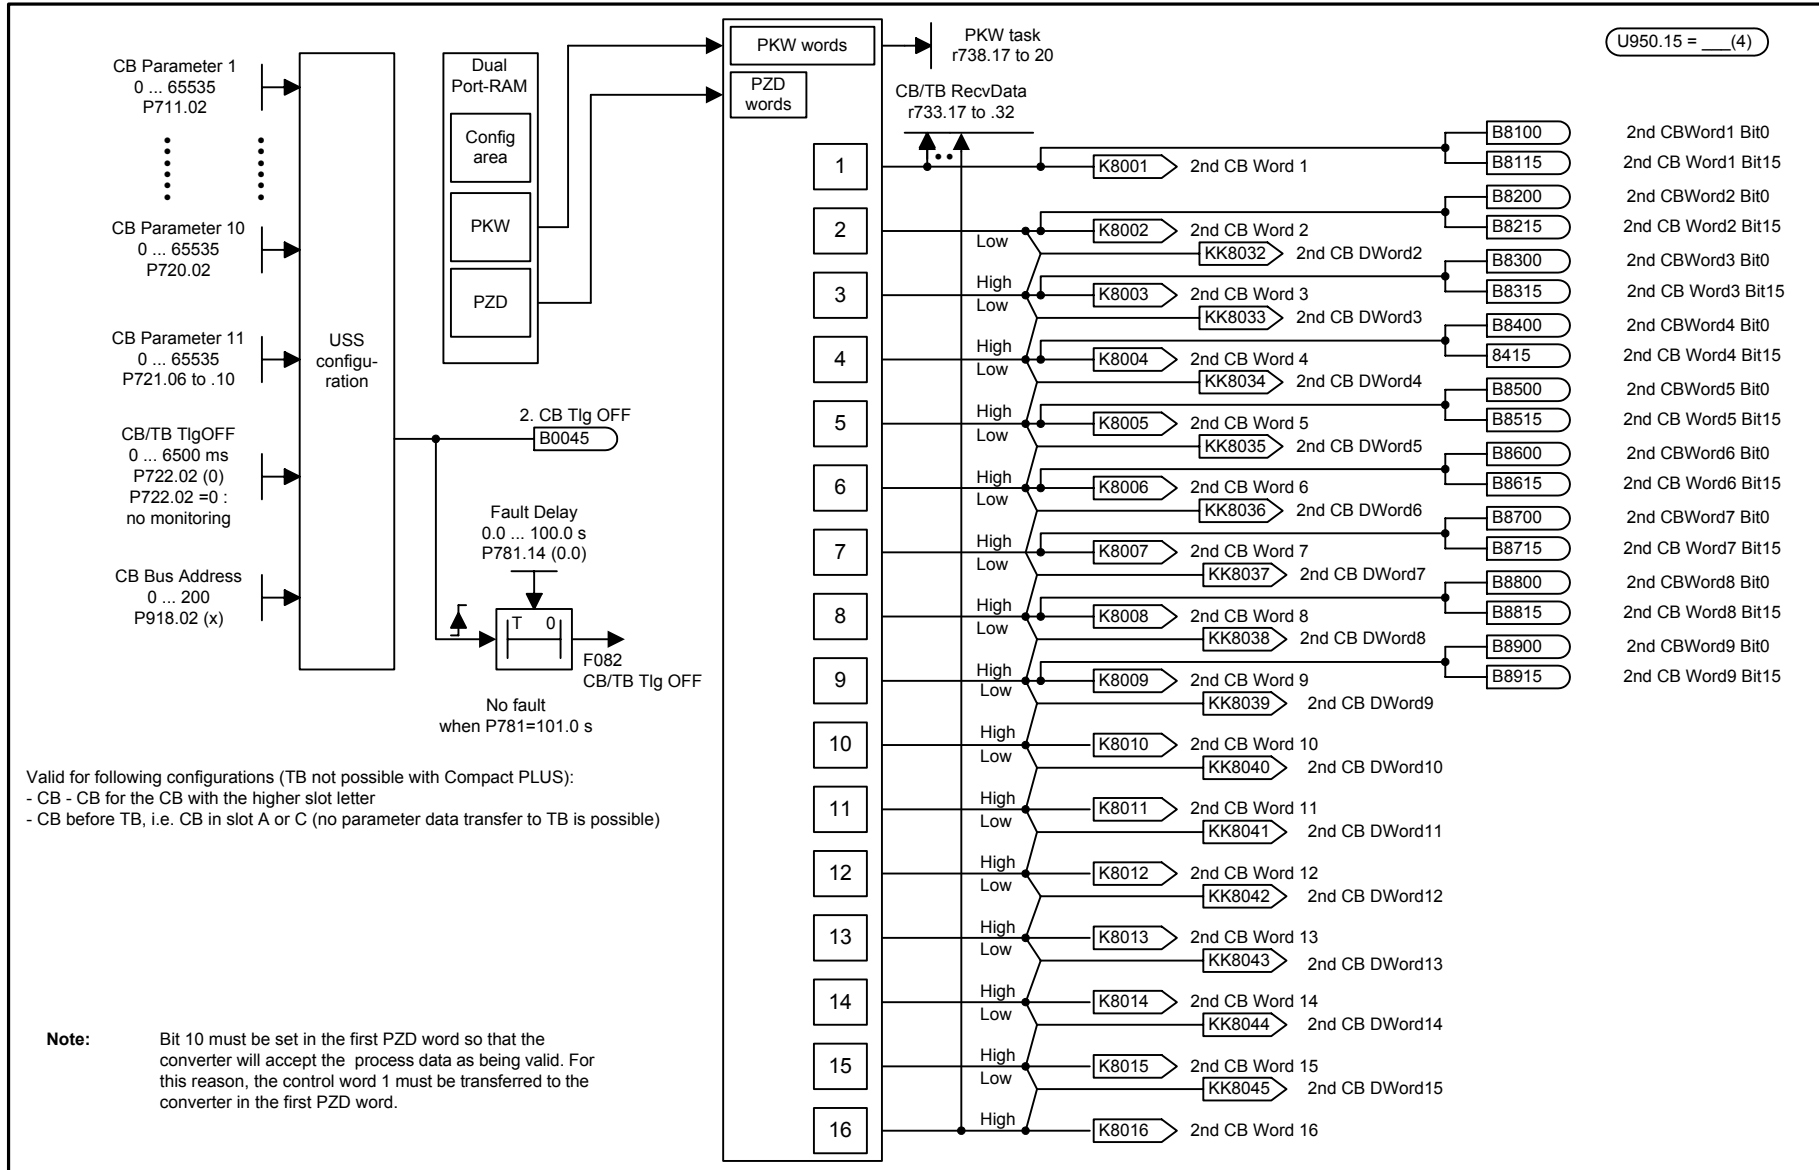 U950.15 = ___(4)
CB Parameter 1
0 ... 65535
P711.02
CB Parameter 10
0 ... 65535
P720.02
CB Parameter 11
0 ... 65535
P721.06 to .10
CB/TB TlgOFF
0 ... 6500 ms
P722.02 (0)
P722.02 =0 :
no monitoring
CB Bus Address
0 ... 200
P918.02 (x)
USS
configu-
ration
Dual
Port-RAM
Config
area
PKW
PZD
2. CB Tlg OFF
B0045
Fault Delay
0.0 ... 100.0 s
P781.14 (0.0)
T 0
F082
CB/TB Tlg OFF
No fault
when P781=101.0 s
Valid for following configurations (TB not possible with Compact PLUS):
- CB - CB for the CB with the higher slot letter
- CB before TB, i.e. CB in slot A or C (no parameter data transfer to TB is possible)
Note: Bit 10 must be set in the first PZD word so that the
converter will accept the process data as being valid. For
this reason, the control word 1 must be transferred to the
converter in the first PZD word.
PKW words
PZD
words
PKW task
r738.17 to 20
CB/TB RecvData
r733.17 to .32
B8100 2nd CBWord1 Bit0
1 K8001 2nd CB Word 1 B8115 2nd CB Word1 Bit15
B8200 2nd CBWord2 Bit0
2 K8002 2nd CB Word 2 B8215 2nd CB Word2 Bit15
Low KK8032 2nd CB DWord2
B8300 2nd CBWord3 Bit0
High
3 K8003 2nd CB Word 3 B8315 2nd CB Word3 Bit15
Low KK8033 2nd CB DWord3
B8400 2nd CBWord4 Bit0
High
4 K8004 2nd CB Word 4 8415 2nd CB Word4 Bit15
Low KK8034 2nd CB DWord4
B8500 2nd CBWord5 Bit0
High
5 K8005 2nd CB Word 5 B8515 2nd CB Word5 Bit15
Low KK8035 2nd CB DWord5
B8600 2nd CBWord6 Bit0
High
6 K8006 2nd CB Word 6 B8615 2nd CB Word6 Bit15
Low KK8036 2nd CB DWord6
B8700 2nd CBWord7 Bit0
High
7 K8007 2nd CB Word 7 B8715 2nd CB Word7 Bit15
Low KK8037 2nd CB DWord7
B8800 2nd CBWord8 Bit0
High
8 K8008 2nd CB Word 8 B8815 2nd CB Word8 Bit15
Low KK8038 2nd CB DWord8
B8900 2nd CBWord9 Bit0
High
9 K8009 2nd CB Word 9 B8915 2nd CB Word9 Bit15
Low KK8039 2nd CB DWord9
High
10 K8010 2nd CB Word 10
Low KK8040 2nd CB DWord10
High
11 K8011 2nd CB Word 11
Low KK8041 2nd CB DWord11
High
12 K8012 2nd CB Word 12
Low KK8042 2nd CB DWord12
High
13 K8013 2nd CB Word 13
Low KK8043 2nd CB DWord13
High
14 K8014 2nd CB Word 14
Low KK8044 2nd CB DWord14
High
15 K8015 2nd CB Word 15
Low KK8045 2nd CB DWord15
High
16 K8016 2nd CB Word 16